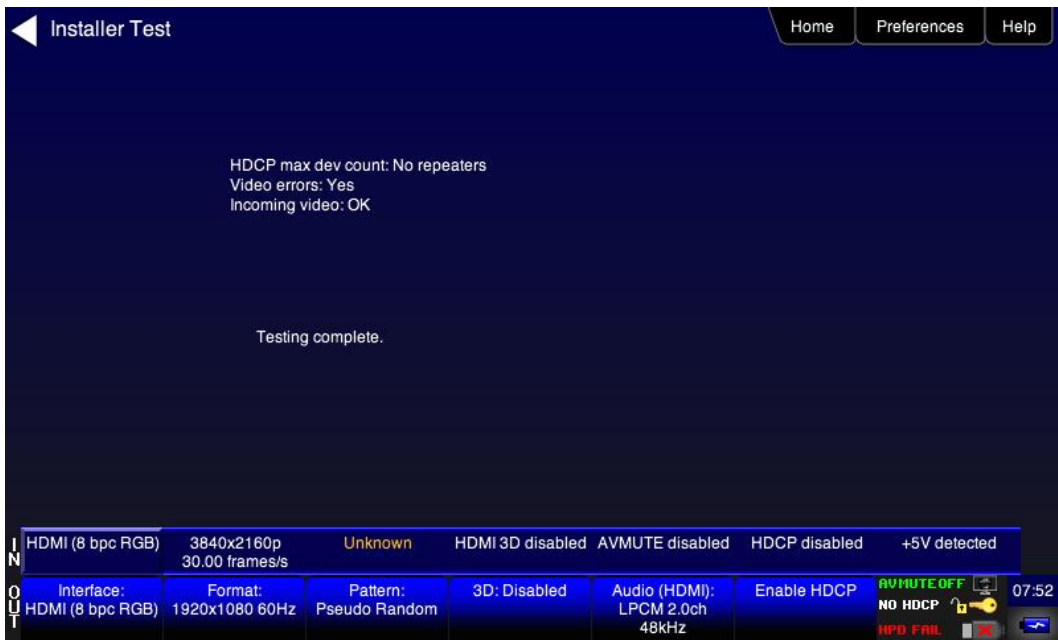 Installer Test
Home
Preferences
Help
HDCP max dev count: No repeaters
Video errors: Yes
Incoming video: OK
Testing complete.
IN
HDMI (8 bpc RGB)
3840x2160p
30.00 frames/s
Unknown
HDMI 3D disabled
AVMUTE disabled
HDCP disabled
+5V detected
OUT
Interface:
HDMI (8 bpc RGB)
Format:
1920x1080 60Hz
Pattern:
Pseudo Random
3D: Disabled
Audio (HDMI):
LPCM 2.0ch
48kHz
Enable HDCP
AVMUTE OFF
NO HDCP
HPD FAIL
07:52